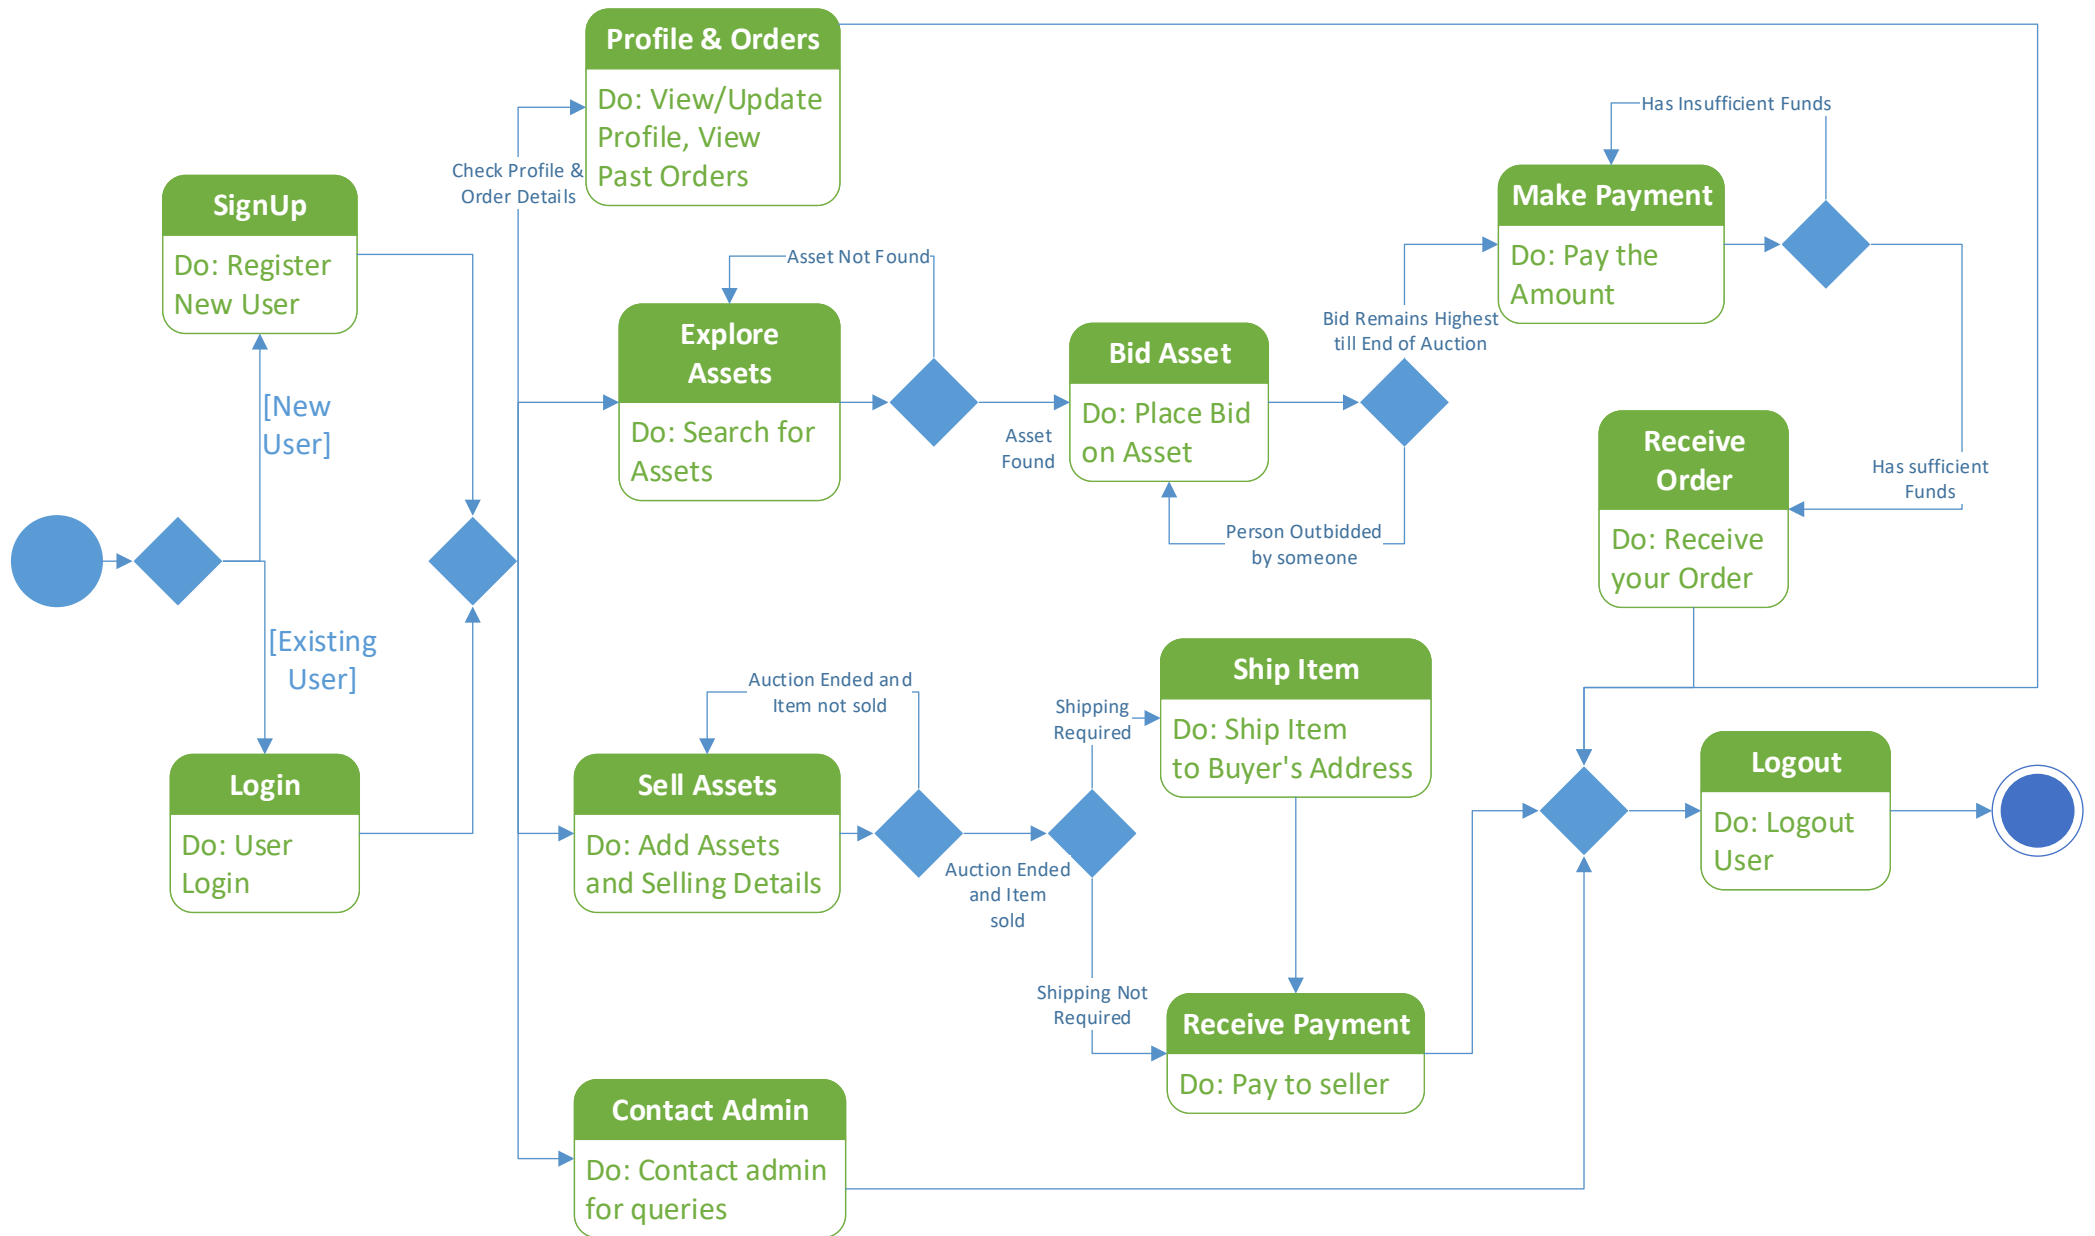 Profile & Orders
Do: View/Update
Profile, View
Past Orders
Check Profile &
Order Details
SignUp
Do: Register
New User
[New
User]
[Existing
User]
Login
Do: User
Login
Asset Not Found
Explore
Assets
Do: Search for
Assets
Asset
Found
Bid Asset
Do: Place Bid
on Asset
Bid Remains Highest
till End of Auction
Person Outbidded
by someone
Has Insufficient Funds
Make Payment
Do: Pay the
Amount
Has sufficient
Funds
Receive
Order
Do: Receive
your Order
Auction Ended and
Item not sold
Sell Assets
Do: Add Assets
and Selling Details
Auction Ended
and Item
sold
Shipping
Required
Ship Item
Do: Ship Item
to Buyer's Address
Shipping Not
Required
Receive Payment
Do: Pay to seller
Logout
Do: Logout
User
Contact Admin
Do: Contact admin
for queries